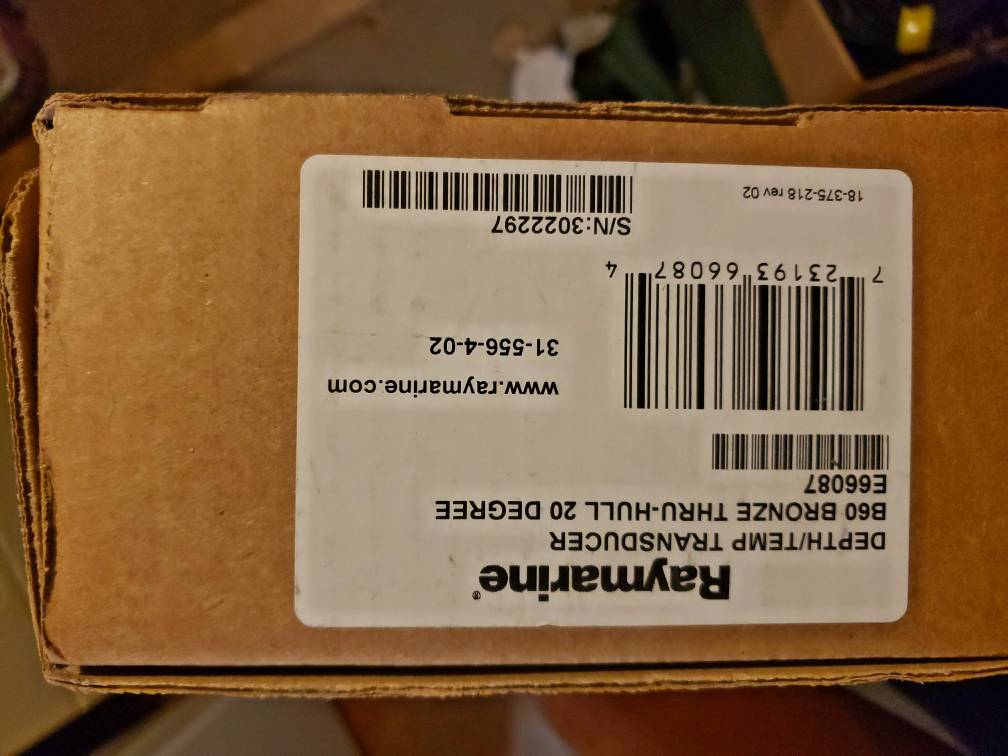 Raymarine®
DEPTH/TEMP TRANSDUCER
B60 BRONZE THRU-HULL 20 DEGREE
E66087
www.raymarine.com
31-556-4-02
7 23193 66087 4
S/N:3022297
18-375-218 rev 02